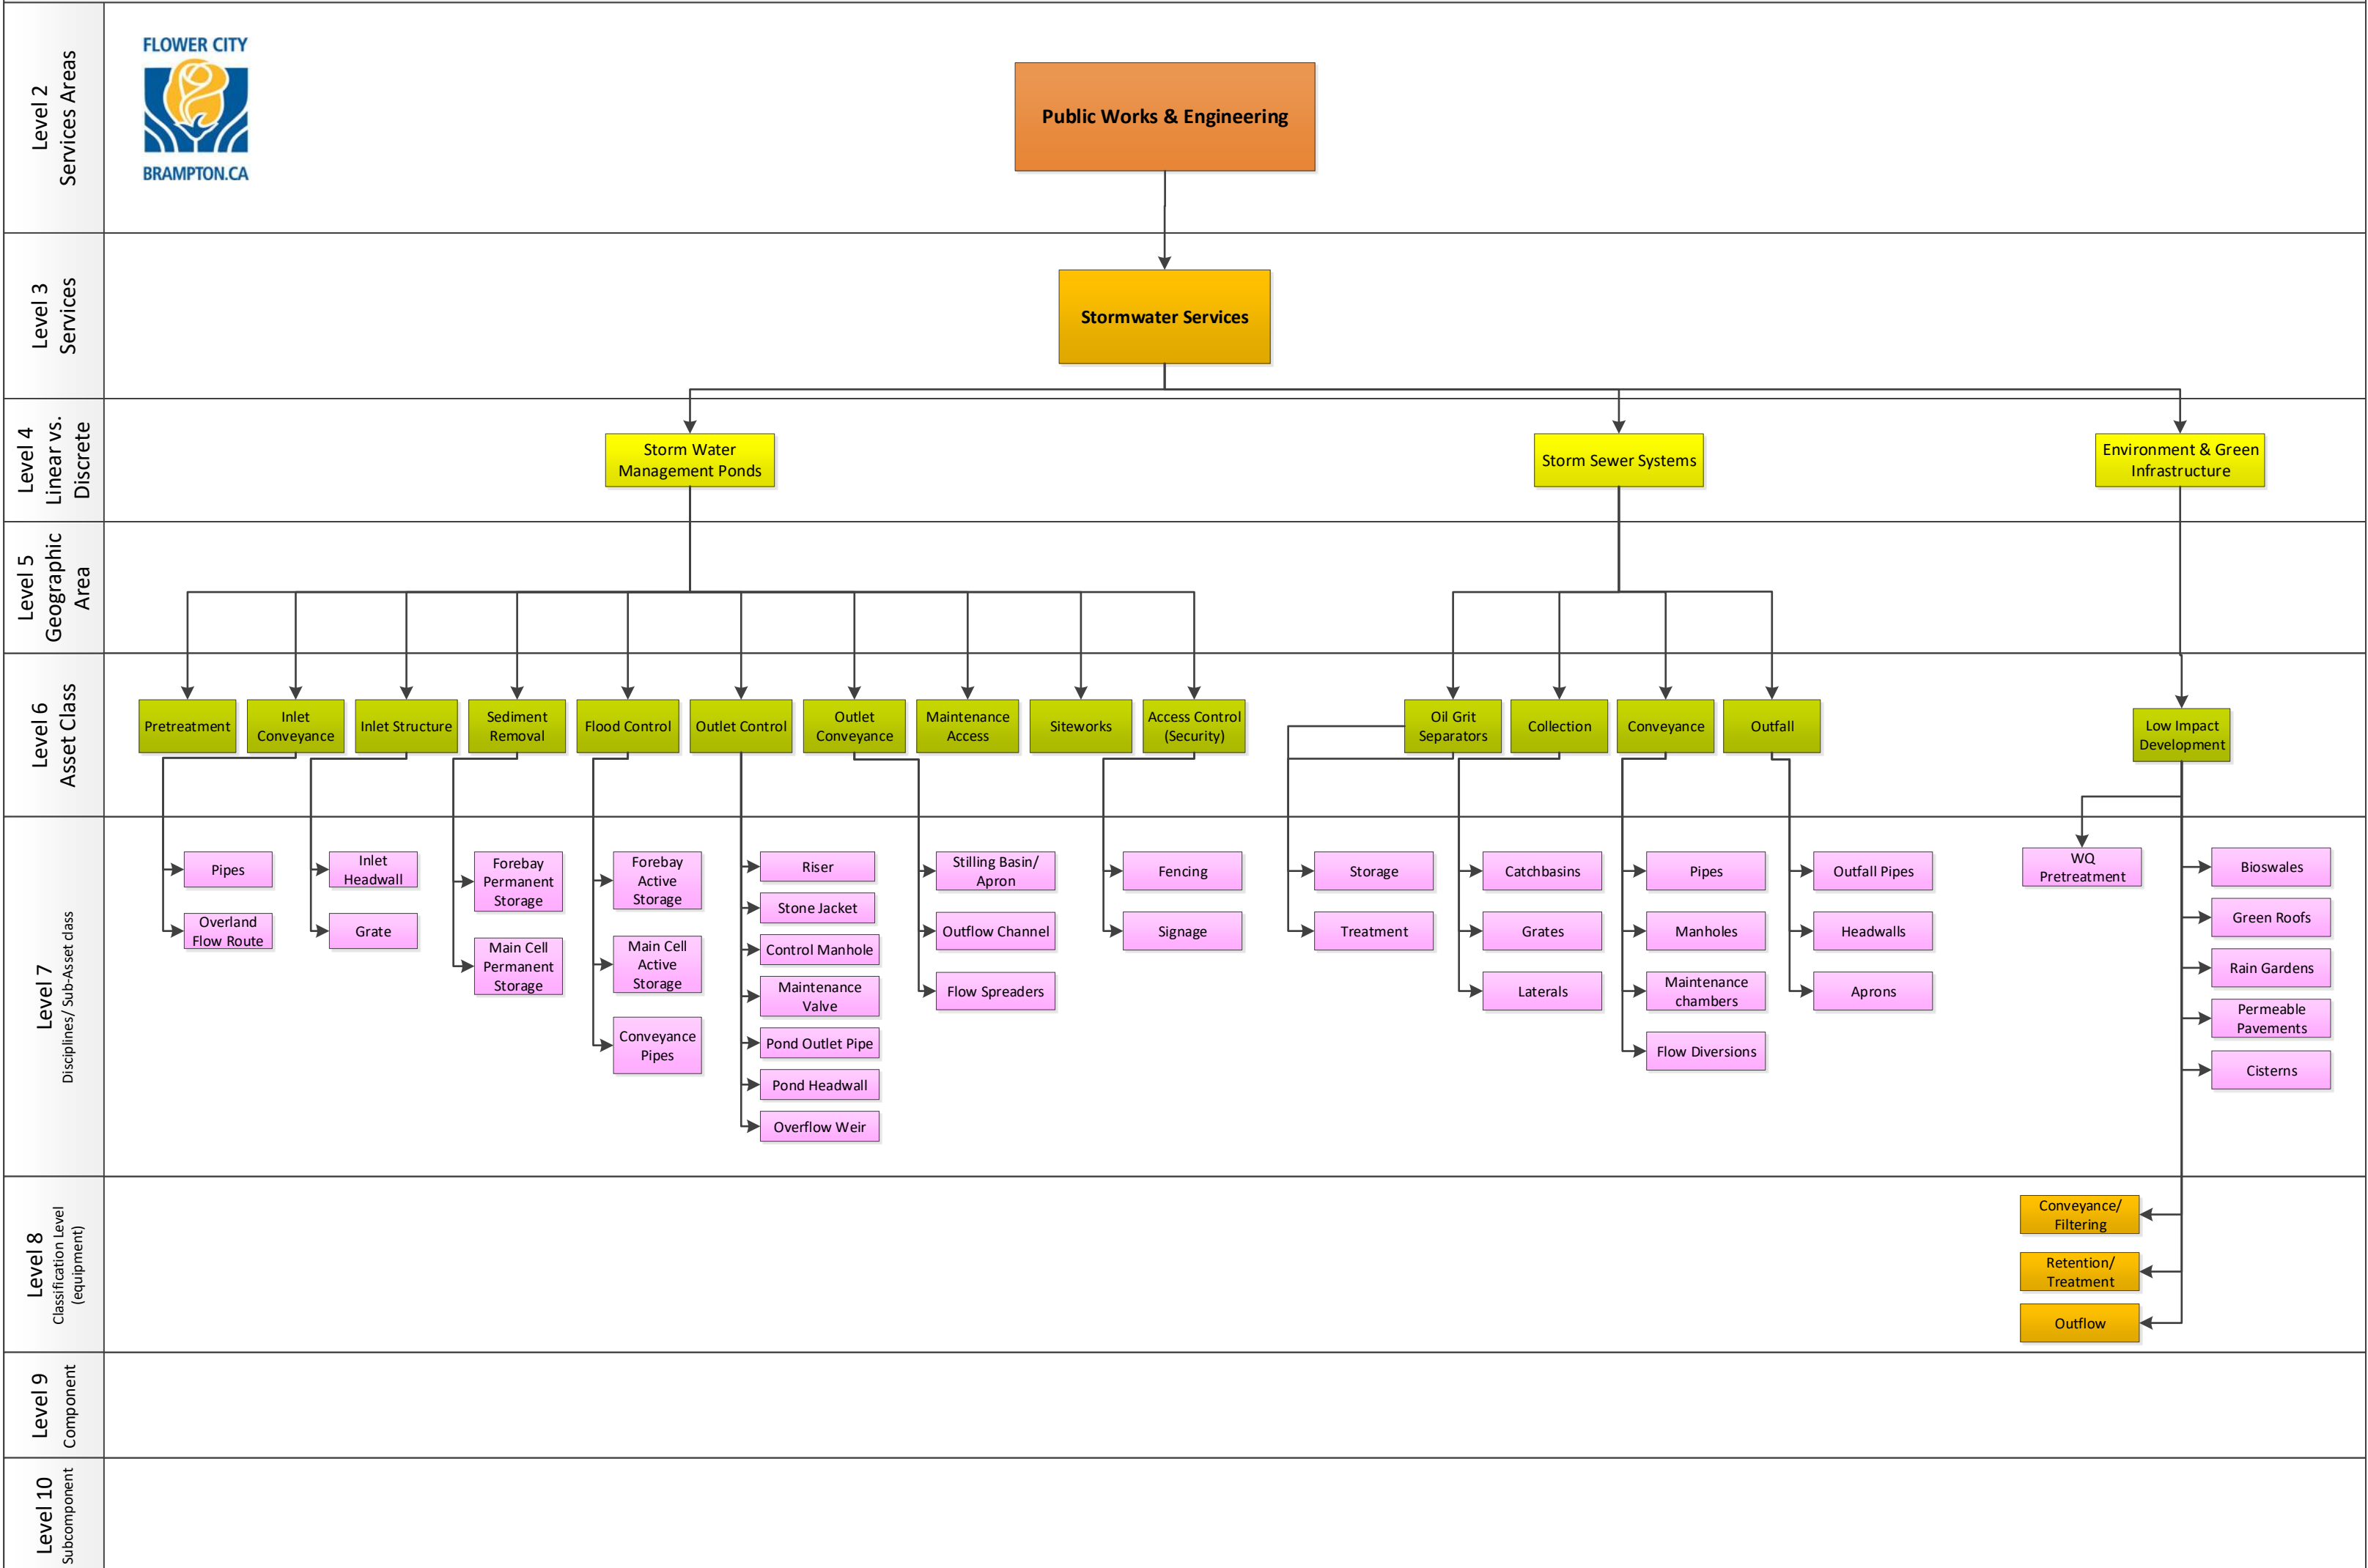 Level 2
Services Areas
FLOWER CITY
BRAMPTON.CA
Public Works & Engineering
Level 3
Services
Stormwater Services
Level 4
Linear vs.
Discrete
Storm Water
Management Ponds
Storm Sewer Systems
Environment & Green
Infrastructure
Level 5
Geographic
Area
Level 6
Asset Class
Pretreatment
Inlet
Conveyance
Inlet Structure
Sediment
Removal
Flood Control
Outlet Control
Outlet
Conveyance
Maintenance
Access
Siteworks
Access Control
(Security)
Oil Grit
Separators
Collection
Conveyance
Outfall
Low Impact
Development
Level 7
Disciplines/ Sub-Asset class
Pipes
Overland
Flow Route
Inlet
Headwall
Grate
Forebay
Permanent
Storage
Main Cell
Permanent
Storage
Forebay
Active
Storage
Main Cell
Active
Storage
Conveyance
Pipes
Riser
Stone Jacket
Control Manhole
Maintenance
Valve
Pond Outlet Pipe
Pond Headwall
Overflow Weir
Stilling Basin/
Apron
Outflow Channel
Flow Spreaders
Fencing
Signage
Storage
Treatment
Catchbasins
Grates
Laterals
Pipes
Manholes
Maintenance
chambers
Flow Diversions
Outfall Pipes
Headwalls
Aprons
WQ
Pretreatment
Bioswales
Green Roofs
Rain Gardens
Permeable
Pavements
Cisterns
Level 8
Classification Level
(equipment)
Conveyance/
Filtering
Retention/
Treatment
Outflow
Level 9
Component
Level 10
Subcomponent